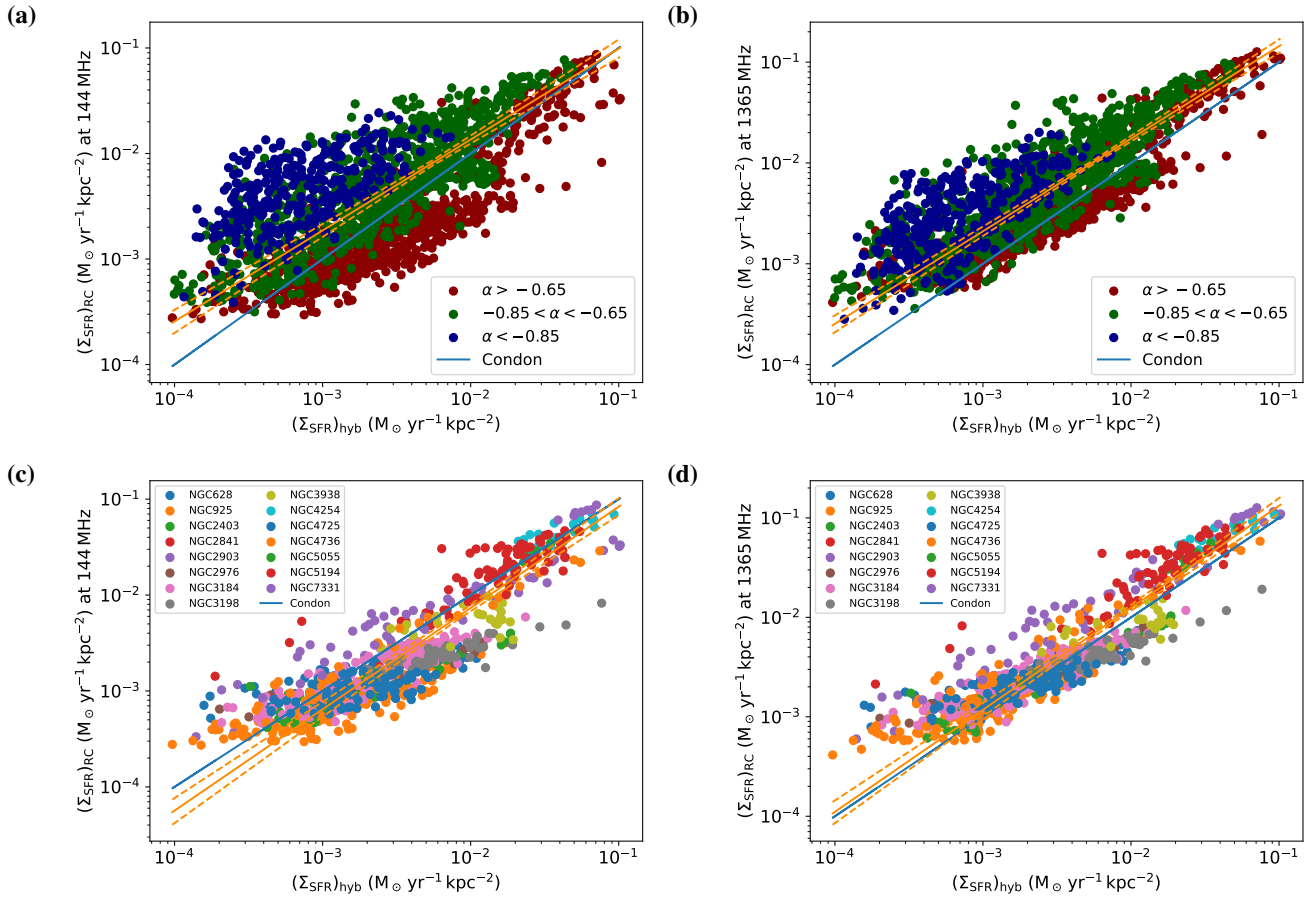 (a)
(b)
10⁻¹
10⁻²
10⁻³
10⁻⁴
(Σ_SFR)_RC (M_⊙ yr⁻¹ kpc⁻²) at 144 MHz
α > −0.65
−0.85 < α < −0.65
α < −0.85
Condon
10⁻⁴ 10⁻³ 10⁻² 10⁻¹
(Σ_SFR)_hyb (M_⊙ yr⁻¹ kpc⁻²)
10⁻¹
10⁻²
10⁻³
10⁻⁴
(Σ_SFR)_RC (M_⊙ yr⁻¹ kpc⁻²) at 1365 MHz
α > −0.65
−0.85 < α < −0.65
α < −0.85
Condon
10⁻⁴ 10⁻³ 10⁻² 10⁻¹
(Σ_SFR)_hyb (M_⊙ yr⁻¹ kpc⁻²)
(c)
(d)
10⁻¹
10⁻²
10⁻³
10⁻⁴
(Σ_SFR)_RC (M_⊙ yr⁻¹ kpc⁻²) at 144 MHz
NGC628 NGC3938
NGC925 NGC4254
NGC2403 NGC4725
NGC2841 NGC4736
NGC2903 NGC5055
NGC2976 NGC5194
NGC3184 NGC7331
NGC3198 Condon
10⁻⁴ 10⁻³ 10⁻² 10⁻¹
(Σ_SFR)_hyb (M_⊙ yr⁻¹ kpc⁻²)
10⁻¹
10⁻²
10⁻³
10⁻⁴
(Σ_SFR)_RC (M_⊙ yr⁻¹ kpc⁻²) at 1365 MHz
NGC628 NGC3938
NGC925 NGC4254
NGC2403 NGC4725
NGC2841 NGC4736
NGC2903 NGC5055
NGC2976 NGC5194
NGC3184 NGC7331
NGC3198 Condon
10⁻⁴ 10⁻³ 10⁻² 10⁻¹
(Σ_SFR)_hyb (M_⊙ yr⁻¹ kpc⁻²)